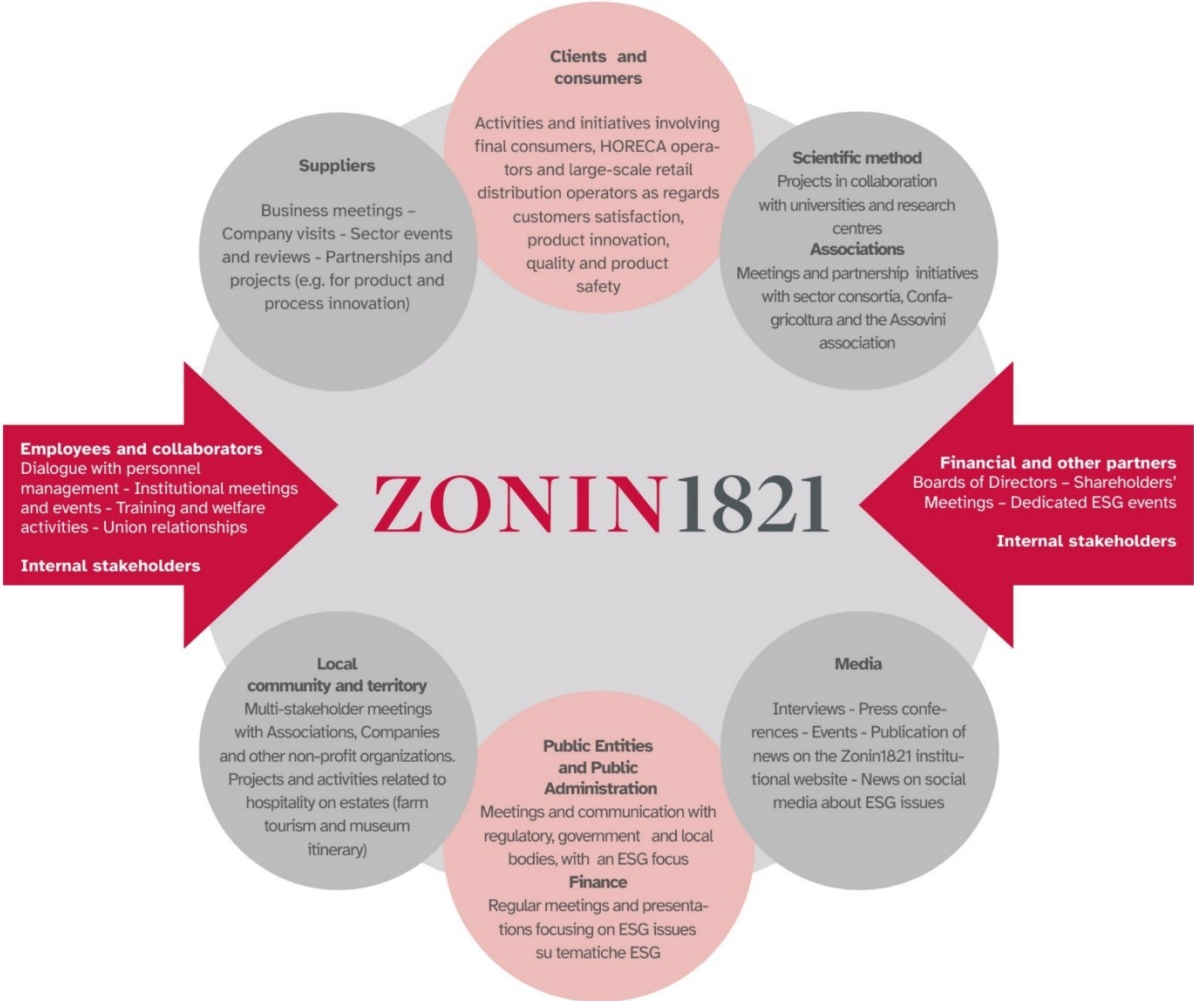 Clients and
consumers
Activities and initiatives involving
final consumers, HORECA opera-
tors and large-scale retail
distribution operators as regards
customers satisfaction,
product innovation,
quality and product
safety
Suppliers
Business meetings –
Company visits - Sector events
and reviews - Partnerships and
projects (e.g. for product and
process innovation)
Scientific method
Projects in collaboration
with universities and research
centres
Associations
Meetings and partnership initiatives
with sector consortia, Confa-
gricoltura and the Assovini
association
Employees and collaborators
Dialogue with personnel
management - Institutional meetings
and events - Training and welfare
activities - Union relationships
Internal stakeholders
ZONIN1821
Financial and other partners
Boards of Directors – Shareholders’
Meetings – Dedicated ESG events
Internal stakeholders
Local
community and territory
Multi-stakeholder meetings
with Associations, Companies
and other non-profit organizations.
Projects and activities related to
hospitality on estates (farm
tourism and museum
itinerary)
Public Entities
and Public
Administration
Meetings and communication with
regulatory, government and local
bodies, with an ESG focus
Finance
Regular meetings and presenta-
tions focusing on ESG issues
su tematiche ESG
Media
Interviews - Press confe-
rences - Events - Publication of
news on the Zonin1821 institu-
tional website - News on social
media about ESG issues